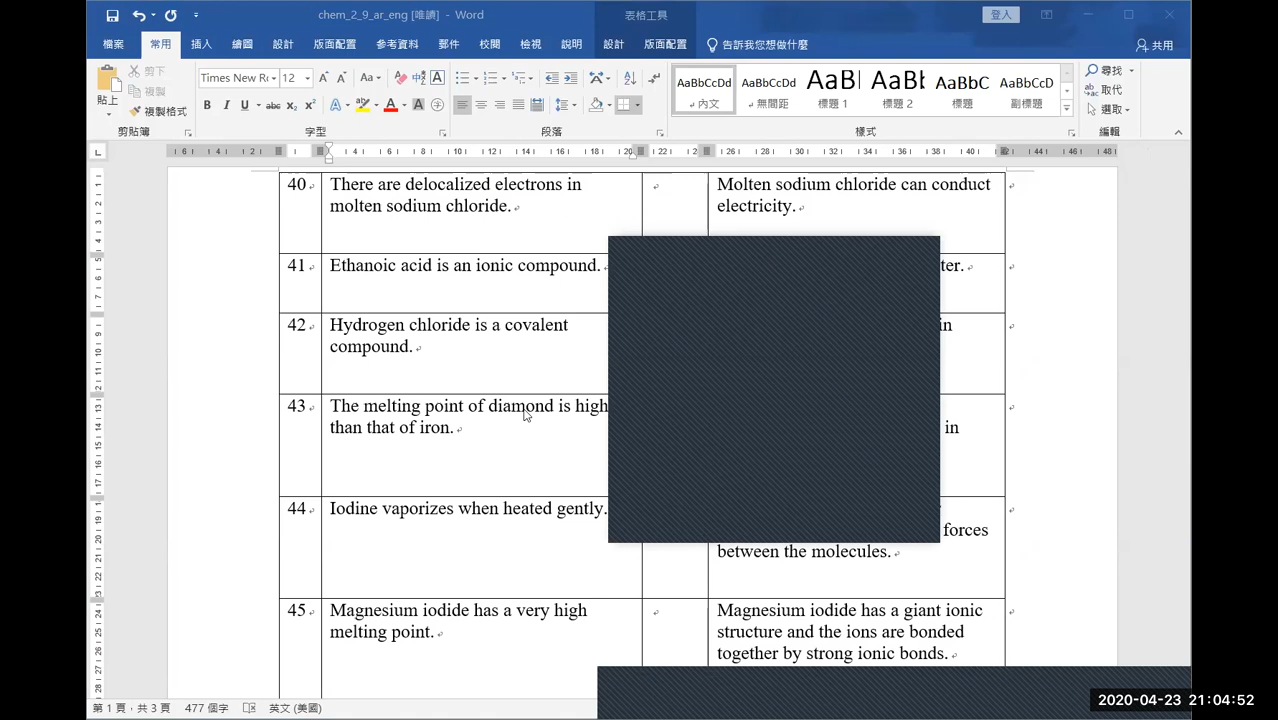 chem_2_9_ar_eng [唯讀] - Word
表格工具
登入
檔案 常用 插入 繪圖 設計 版面配置 參考資料 郵件 校閱 檢視 說明 設計 版面配置 告訴我您想做什麼 共用
貼上 剪下 複製 複製格式
Times New R 12
AaBbCcDd 內文 AaBbCcDd 無間距 AaBl 標題 1 AaBb 標題 2 AaBbC 標題 AaBbCcD 副標題
尋找 取代 選取
剪貼簿 字型 段落 樣式 編輯
40 There are delocalized electrons in Molten sodium chloride can conduct
molten sodium chloride. electricity.
41 Ethanoic acid is an ionic compound. ter.
42 Hydrogen chloride is a covalent in
compound.
43 The melting point of diamond is high
than that of iron. in
44 Iodine vaporizes when heated gently.
forces
between the molecules.
45 Magnesium iodide has a very high Magnesium iodide has a giant ionic
melting point. structure and the ions are bonded
together by strong ionic bonds.
第 1 頁，共 3 頁 477 個字 英文 (美國)
2020-04-23 21:04:52